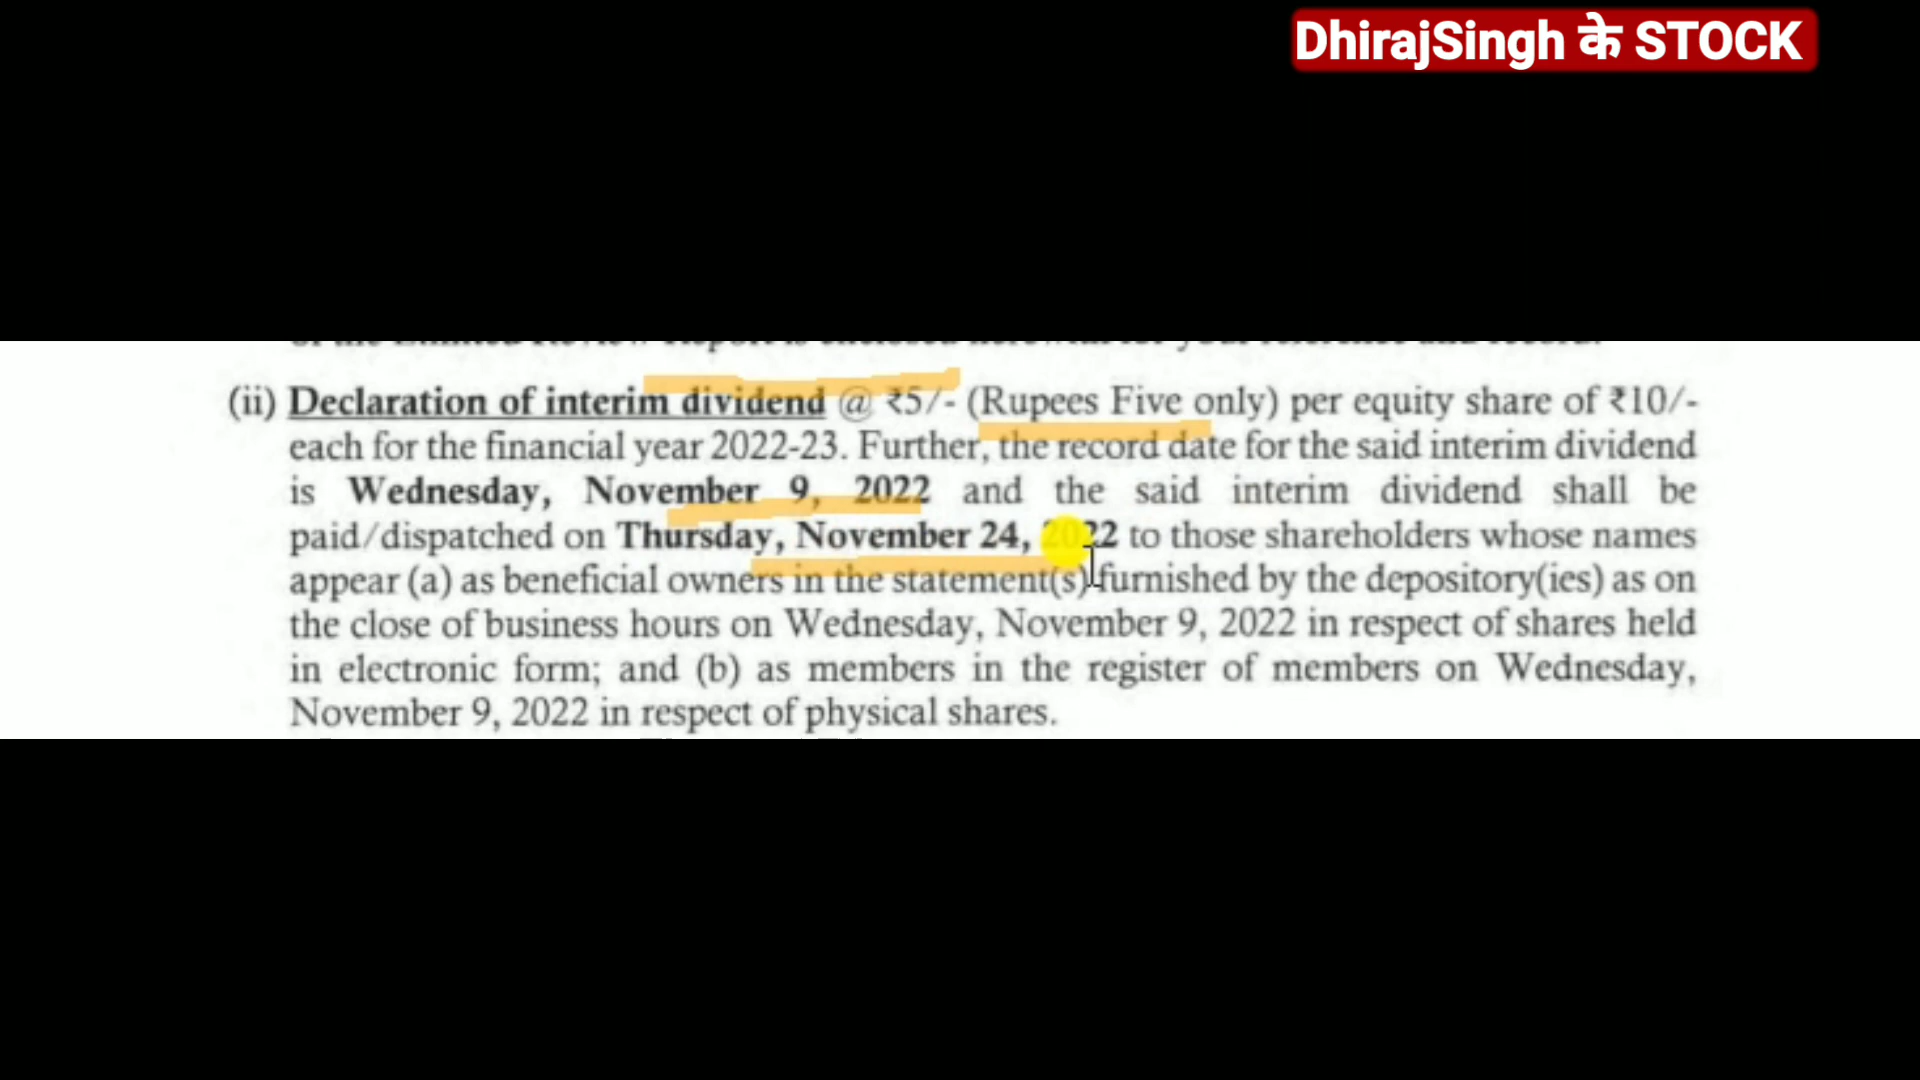 DhirajSingh के STOCK
(ii) Declaration of interim dividend @ ₹5/- (Rupees Five only) per equity share of ₹10/-
each for the financial year 2022-23. Further, the record date for the said interim dividend
is Wednesday, November 9, 2022 and the said interim dividend shall be
paid/dispatched on Thursday, November 24, 2022 to those shareholders whose names
appear (a) as beneficial owners in the statement(s) furnished by the depository(ies) as on
the close of business hours on Wednesday, November 9, 2022 in respect of shares held
in electronic form; and (b) as members in the register of members on Wednesday,
November 9, 2022 in respect of physical shares.